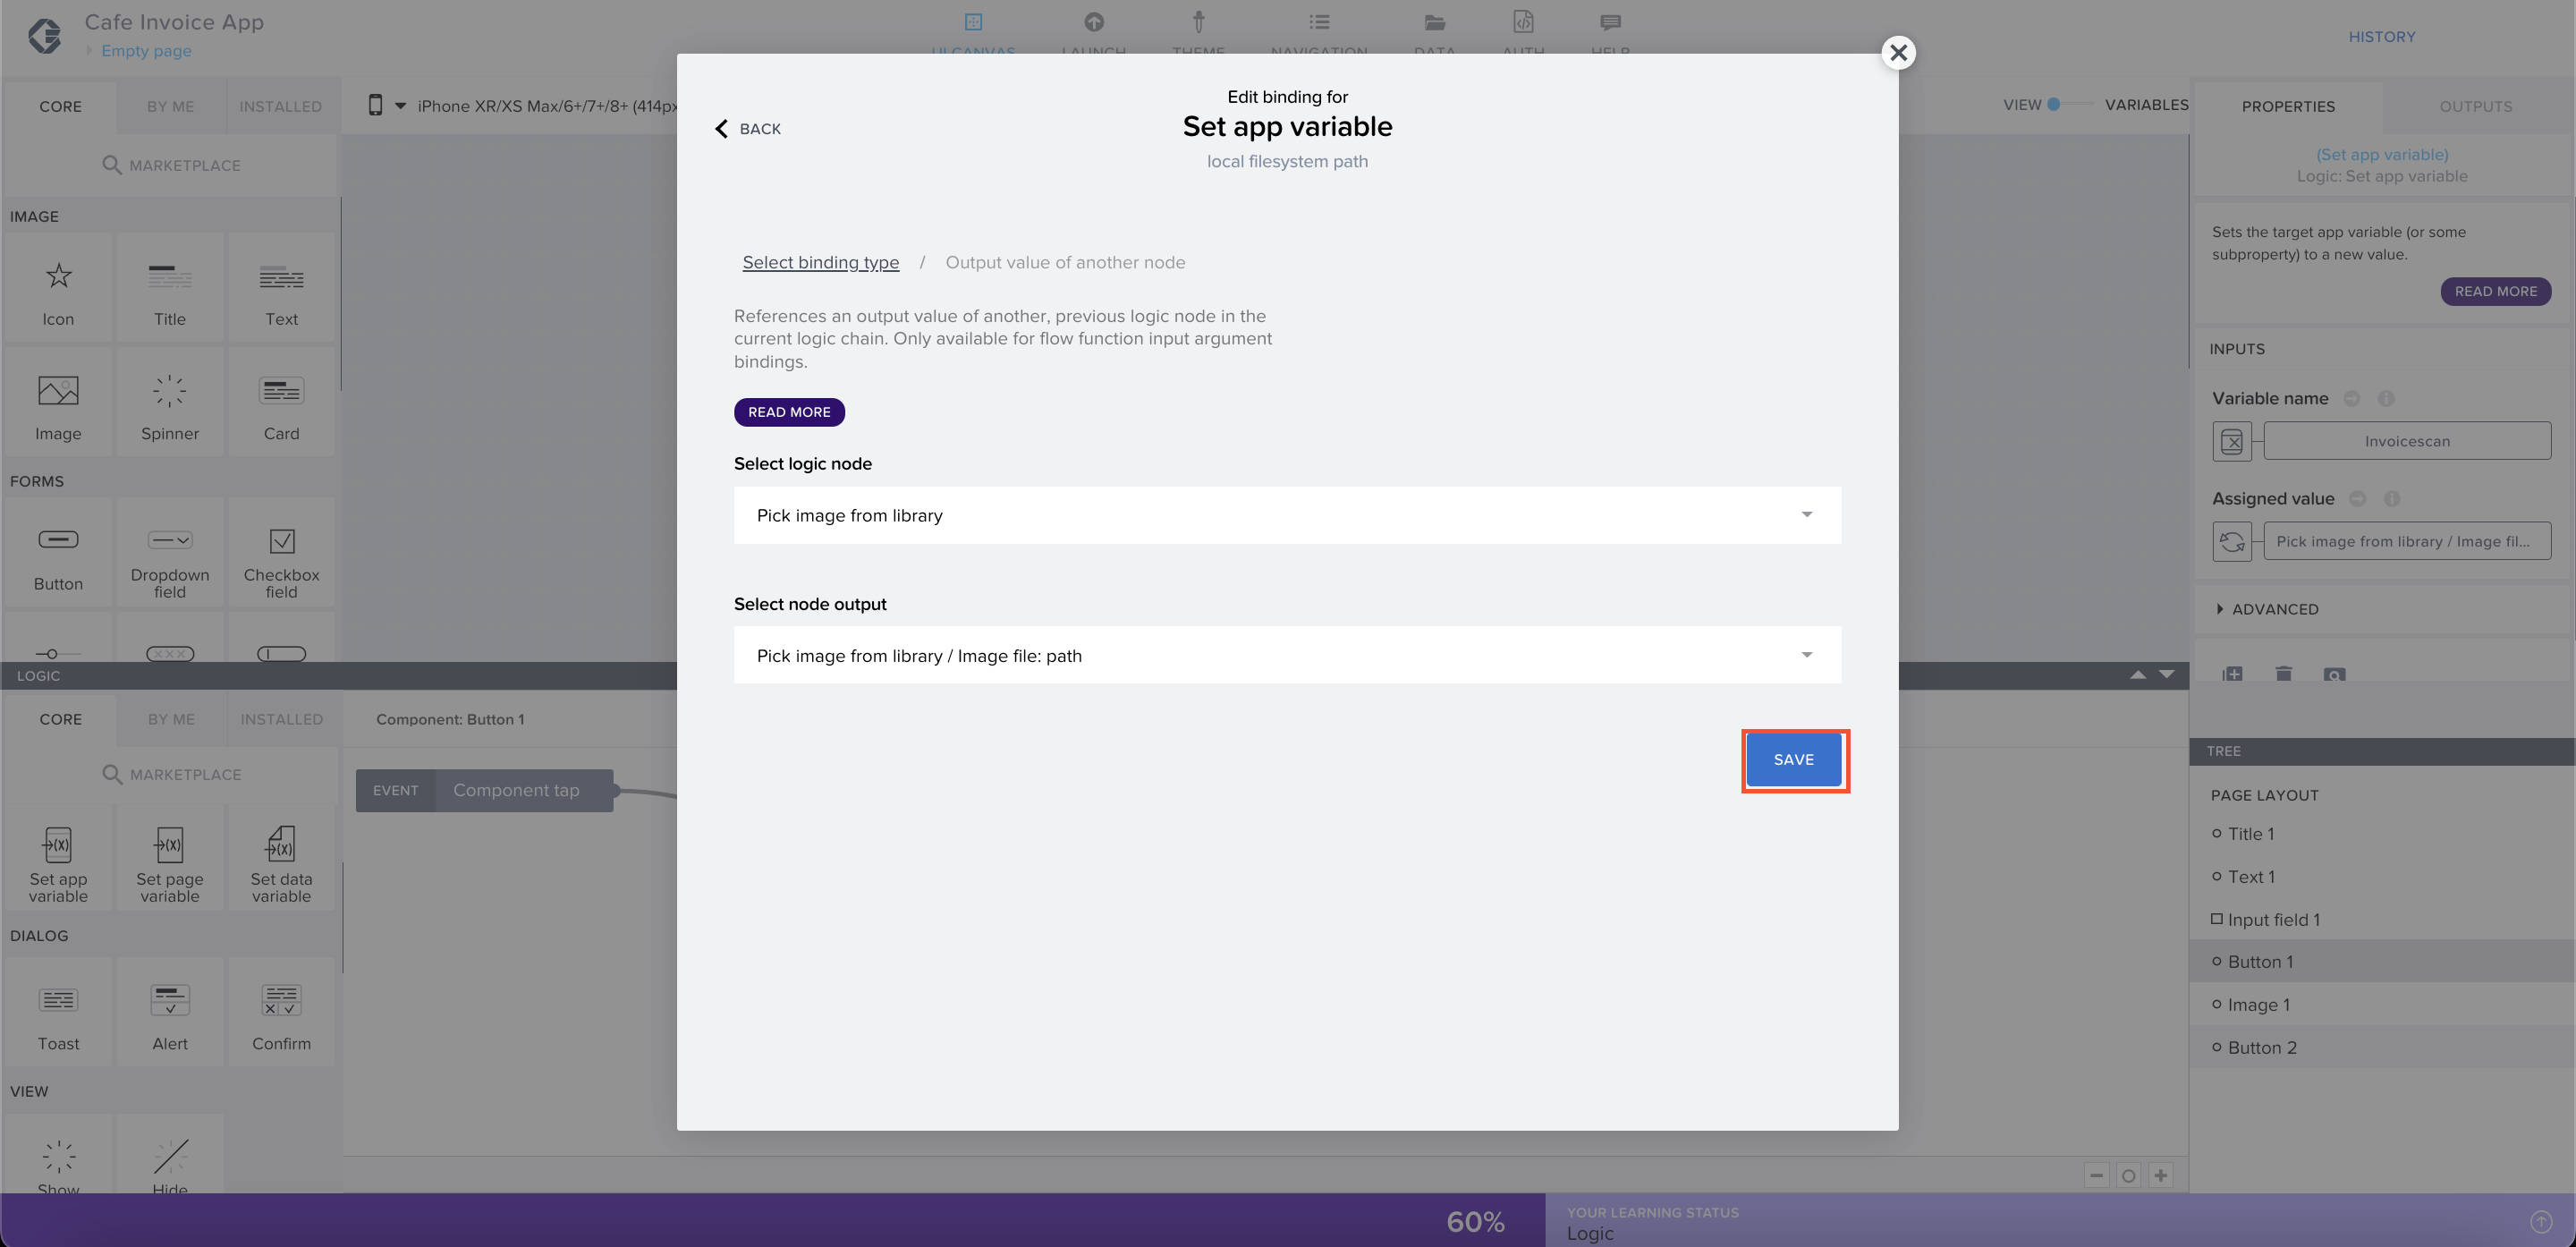 Cafe Invoice App
Empty page
UI CANVAS
LAUNCH
THEME
NAVIGATION
DATA
AUTH
HELP
HISTORY
CORE
BY ME
INSTALLED
iPhone XR/XS Max/6+/7+/8+ (414px
VIEW
VARIABLES
PROPERTIES
OUTPUTS
MARKETPLACE
IMAGE
Icon
Title
Text
Image
Spinner
Card
FORMS
Button
Dropdown
field
Checkbox
field
LOGIC
CORE
BY ME
INSTALLED
Component: Button 1
MARKETPLACE
EVENT
Component tap
Set app
variable
Set page
variable
Set data
variable
DIALOG
Toast
Alert
Confirm
VIEW
Show
Hide
BACK
Edit binding for
Set app variable
local filesystem path
Select binding type / Output value of another node
References an output value of another, previous logic node in the
current logic chain. Only available for flow function input argument
bindings.
READ MORE
Select logic node
Pick image from library
Select node output
Pick image from library / Image file: path
SAVE
(Set app variable)
Logic: Set app variable
Sets the target app variable (or some
subproperty) to a new value.
READ MORE
INPUTS
Variable name
Invoicescan
Assigned value
Pick image from library / Image fil...
ADVANCED
TREE
PAGE LAYOUT
Title 1
Text 1
Input field 1
Button 1
Image 1
Button 2
60%
YOUR LEARNING STATUS
Logic